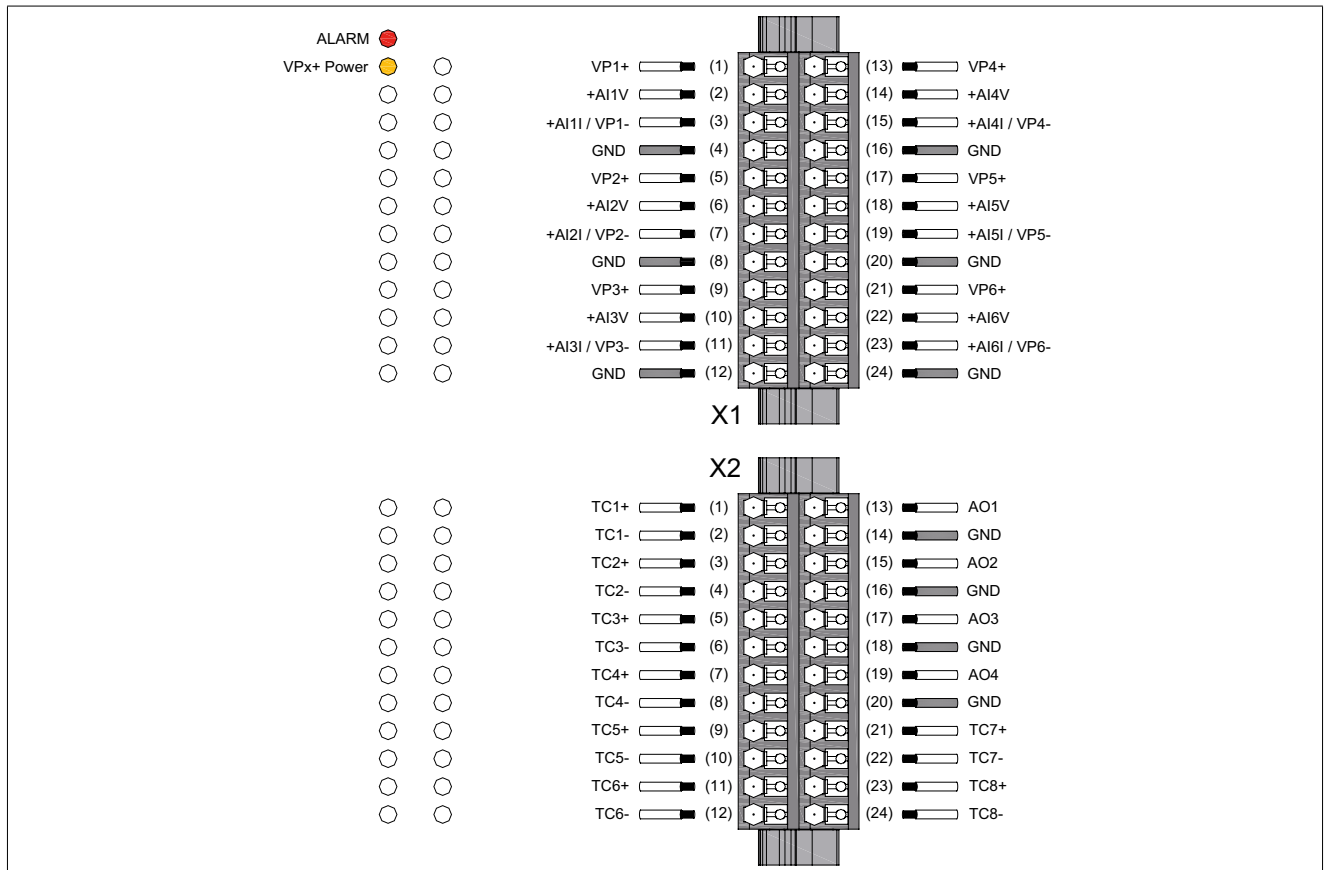 ALARM
VPx+ Power
VP1+ (1) (13) VP4+
+AI1V (2) (14) +AI4V
+AI1I / VP1- (3) (15) +AI4I / VP4-
GND (4) (16) GND
VP2+ (5) (17) VP5+
+AI2V (6) (18) +AI5V
+AI2I / VP2- (7) (19) +AI5I / VP5-
GND (8) (20) GND
VP3+ (9) (21) VP6+
+AI3V (10) (22) +AI6V
+AI3I / VP3- (11) (23) +AI6I / VP6-
GND (12) (24) GND
X1
X2
TC1+ (1) (13) AO1
TC1- (2) (14) GND
TC2+ (3) (15) AO2
TC2- (4) (16) GND
TC3+ (5) (17) AO3
TC3- (6) (18) GND
TC4+ (7) (19) AO4
TC4- (8) (20) GND
TC5+ (9) (21) TC7+
TC5- (10) (22) TC7-
TC6+ (11) (23) TC8+
TC6- (12) (24) TC8-